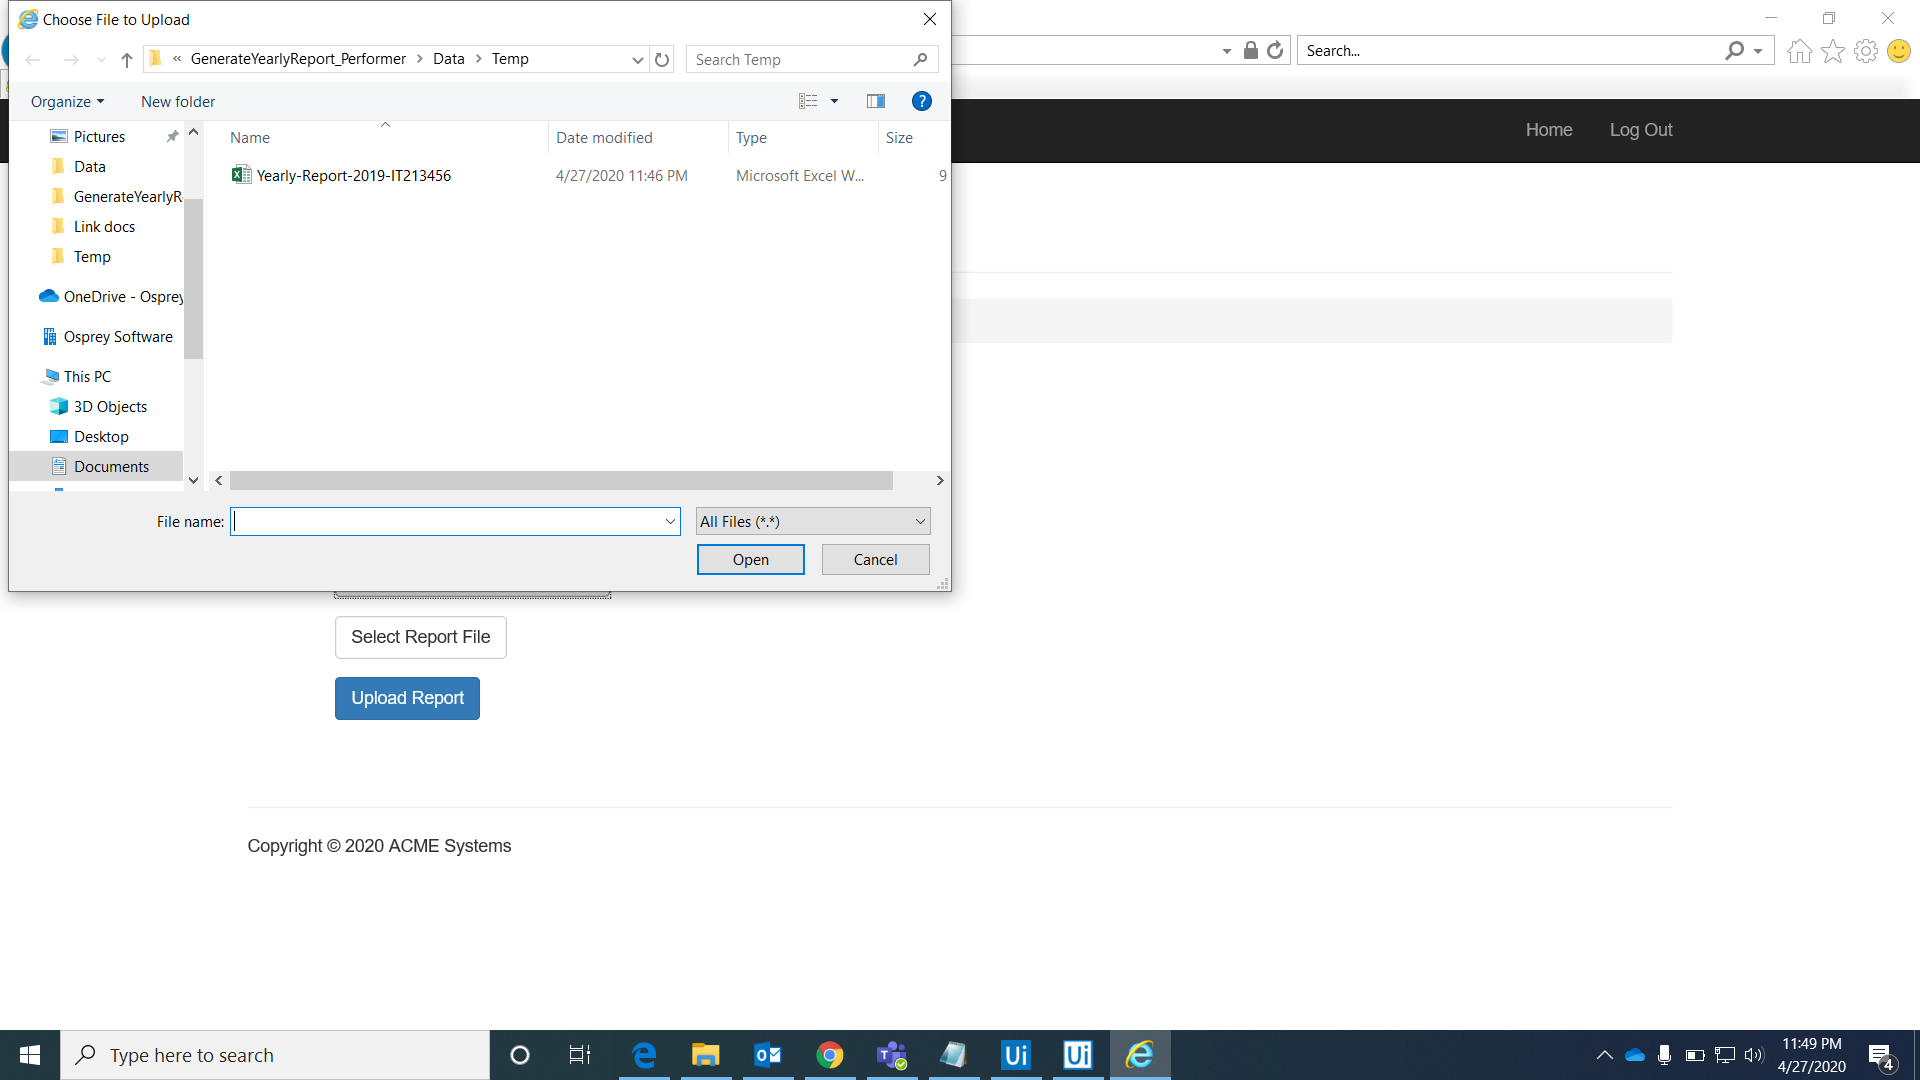 Choose File to Upload
« GenerateYearlyReport_Performer > Data > Temp
Search Temp
Search...
Organize
New folder
Home
Log Out
Pictures
Data
GenerateYearlyR
Link docs
Temp
OneDrive - Osprey
Osprey Software
This PC
3D Objects
Desktop
Documents
Name
Date modified
Type
Size
Yearly-Report-2019-IT213456
4/27/2020 11:46 PM
Microsoft Excel W...
9
File name:
All Files (*.*)
Open
Cancel
Select Report File
Upload Report
Copyright © 2020 ACME Systems
Type here to search
11:49 PM
4/27/2020
4